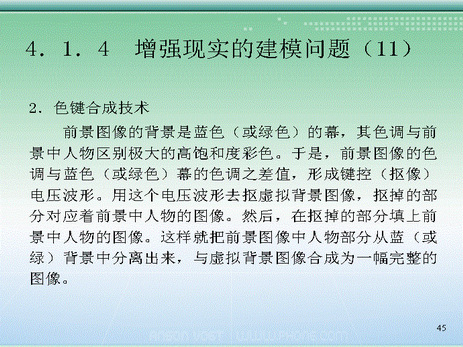 4.1.4 增强现实的建模问题（11）
2．色键合成技术
前景图像的背景是蓝色（或绿色）的幕，其色调与前
景中人物区别极大的高饱和度彩色。于是，前景图像的色
调与蓝色（或绿色）幕的色调之差值，形成键控（抠像）
电压波形。用这个电压波形去抠虚拟背景图像，抠掉的部
分对应着前景中人物的图像。然后，在抠掉的部分填上前
景中人物的图像。这样就把前景图像中人物部分从蓝（或
绿）背景中分离出来，与虚拟背景图像合成为一幅完整的
图像。
45